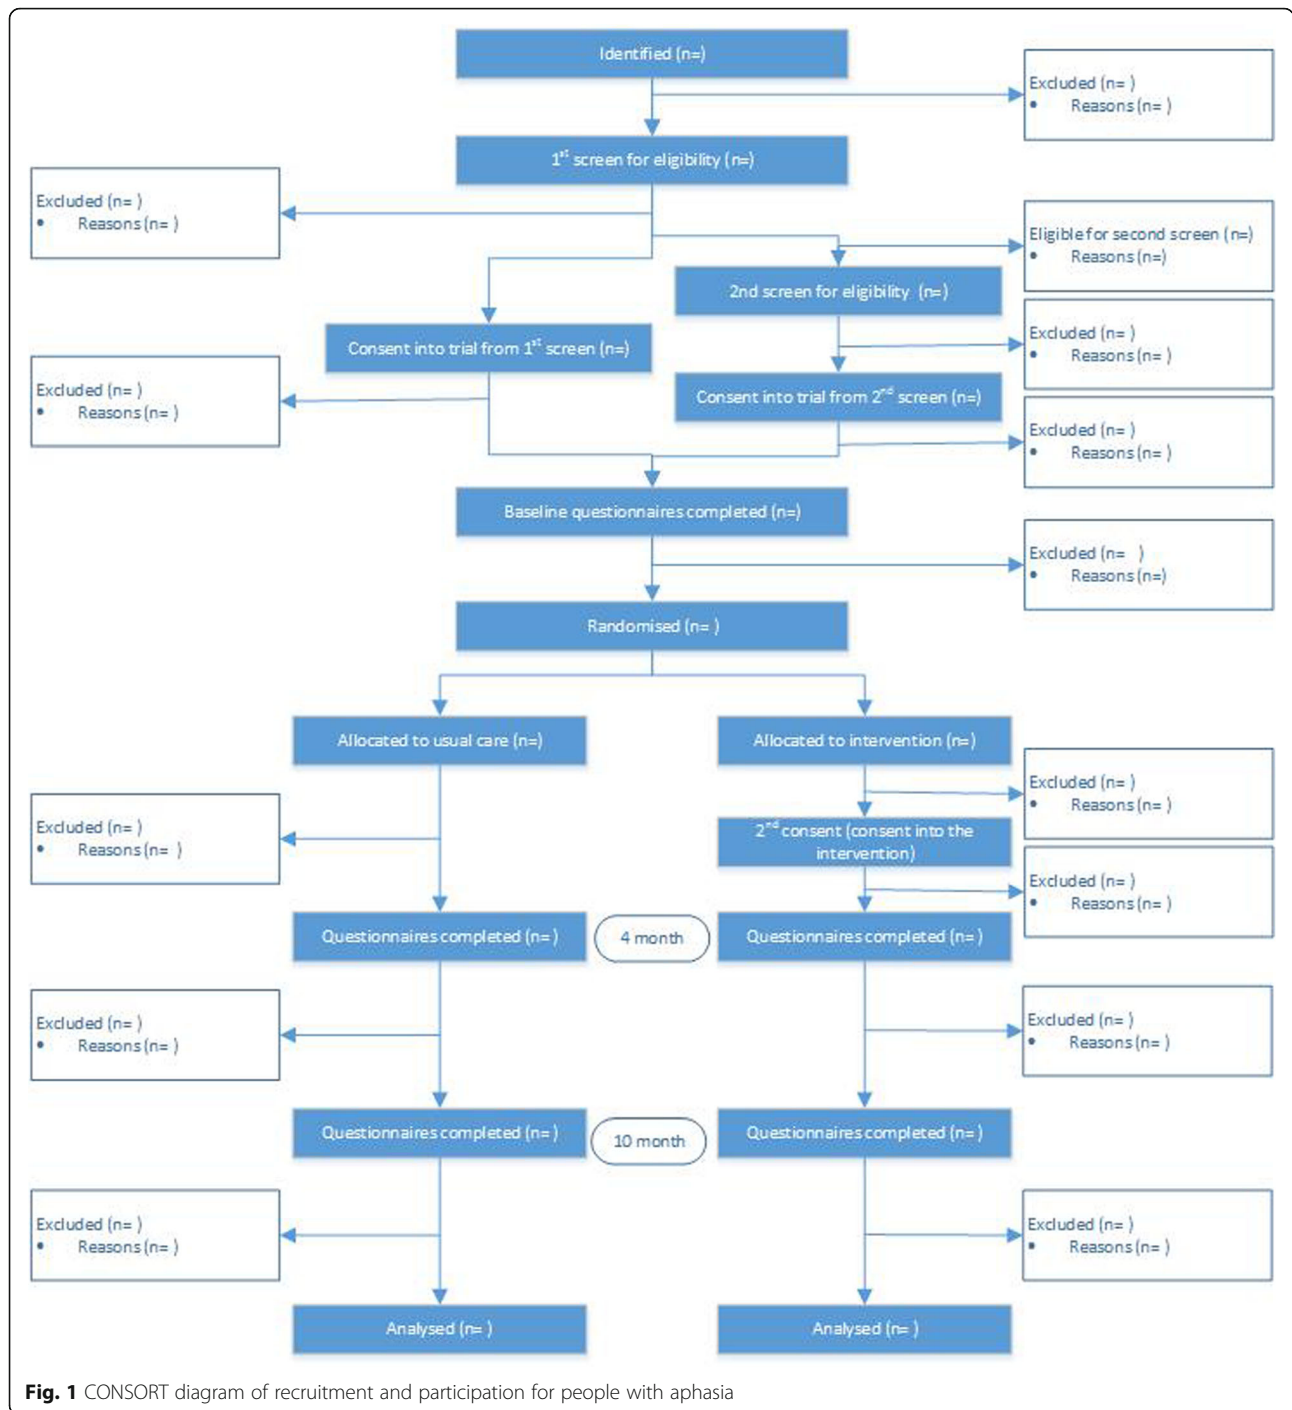 Identified (n=)
Excluded (n= )
• Reasons (n= )
1st screen for eligibility (n=)
Excluded (n= )
• Reasons (n= )
Eligible for second screen (n=)
• Reasons (n=)
2nd screen for eligibility (n=)
Consent into trial from 1st screen (n=)
Excluded (n= )
• Reasons (n= )
Excluded (n= )
• Reasons (n= )
Consent into trial from 2nd screen (n=)
Excluded (n= )
• Reasons (n= )
Baseline questionnaires completed (n=)
Excluded (n= )
• Reasons (n=)
Randomised (n= )
Allocated to usual care (n=)
Allocated to intervention (n=)
Excluded (n= )
• Reasons (n= )
Excluded (n= )
• Reasons (n= )
2nd consent (consent into the
intervention)
Excluded (n= )
• Reasons (n= )
Questionnaires completed (n= )
4 month
Questionnaires completed (n= )
Excluded (n= )
• Reasons (n= )
Excluded (n= )
• Reasons (n= )
Questionnaires completed (n= )
10 month
Questionnaires completed (n= )
Excluded (n= )
• Reasons (n= )
Excluded (n= )
• Reasons (n= )
Analysed (n= )
Analysed (n= )
Fig. 1 CONSORT diagram of recruitment and participation for people with aphasia